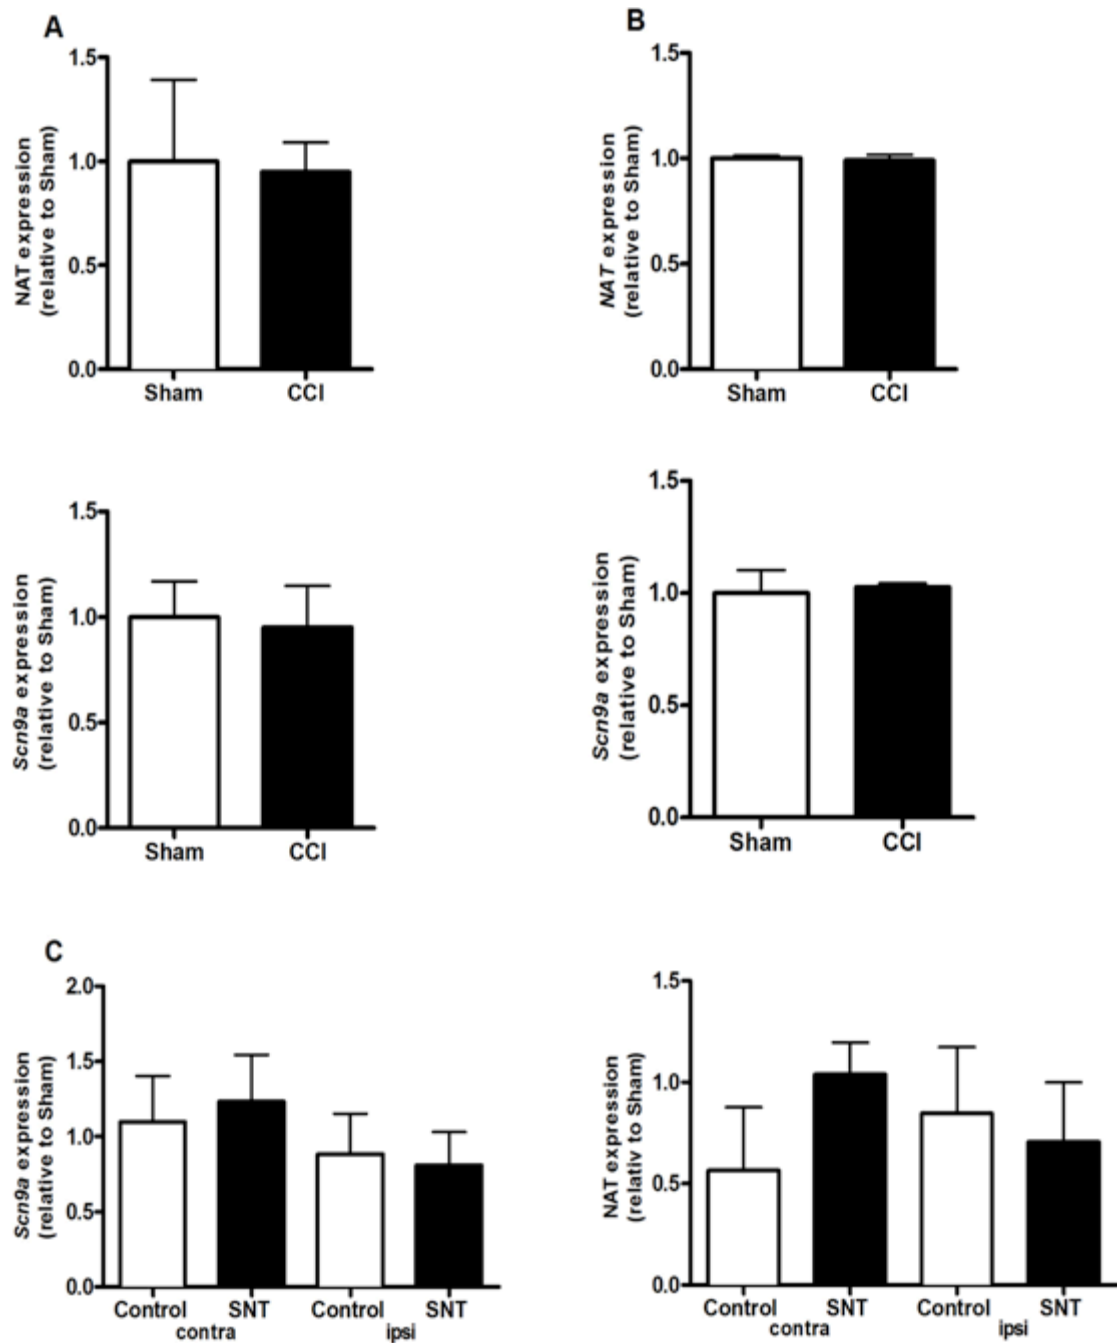 A
NAT expression
(relative to Sham)
1.5
1.0
0.5
0.0
Sham CCI
B
NAT expression
(relative to Sham)
1.5
1.0
0.5
0.0
Sham CCI
Scn9a expression
(relative to Sham)
1.5
1.0
0.5
0.0
Sham CCI
Scn9a expression
(relative to Sham)
1.5
1.0
0.5
0.0
Sham CCI
C
Scn9a expression
(relative to Sham)
2.0
1.5
1.0
0.5
0.0
Control SNT Control SNT
contra ipsi
NAT expression
(relativ to Sham)
1.5
1.0
0.5
0.0
Control SNT Control SNT
contra ipsi